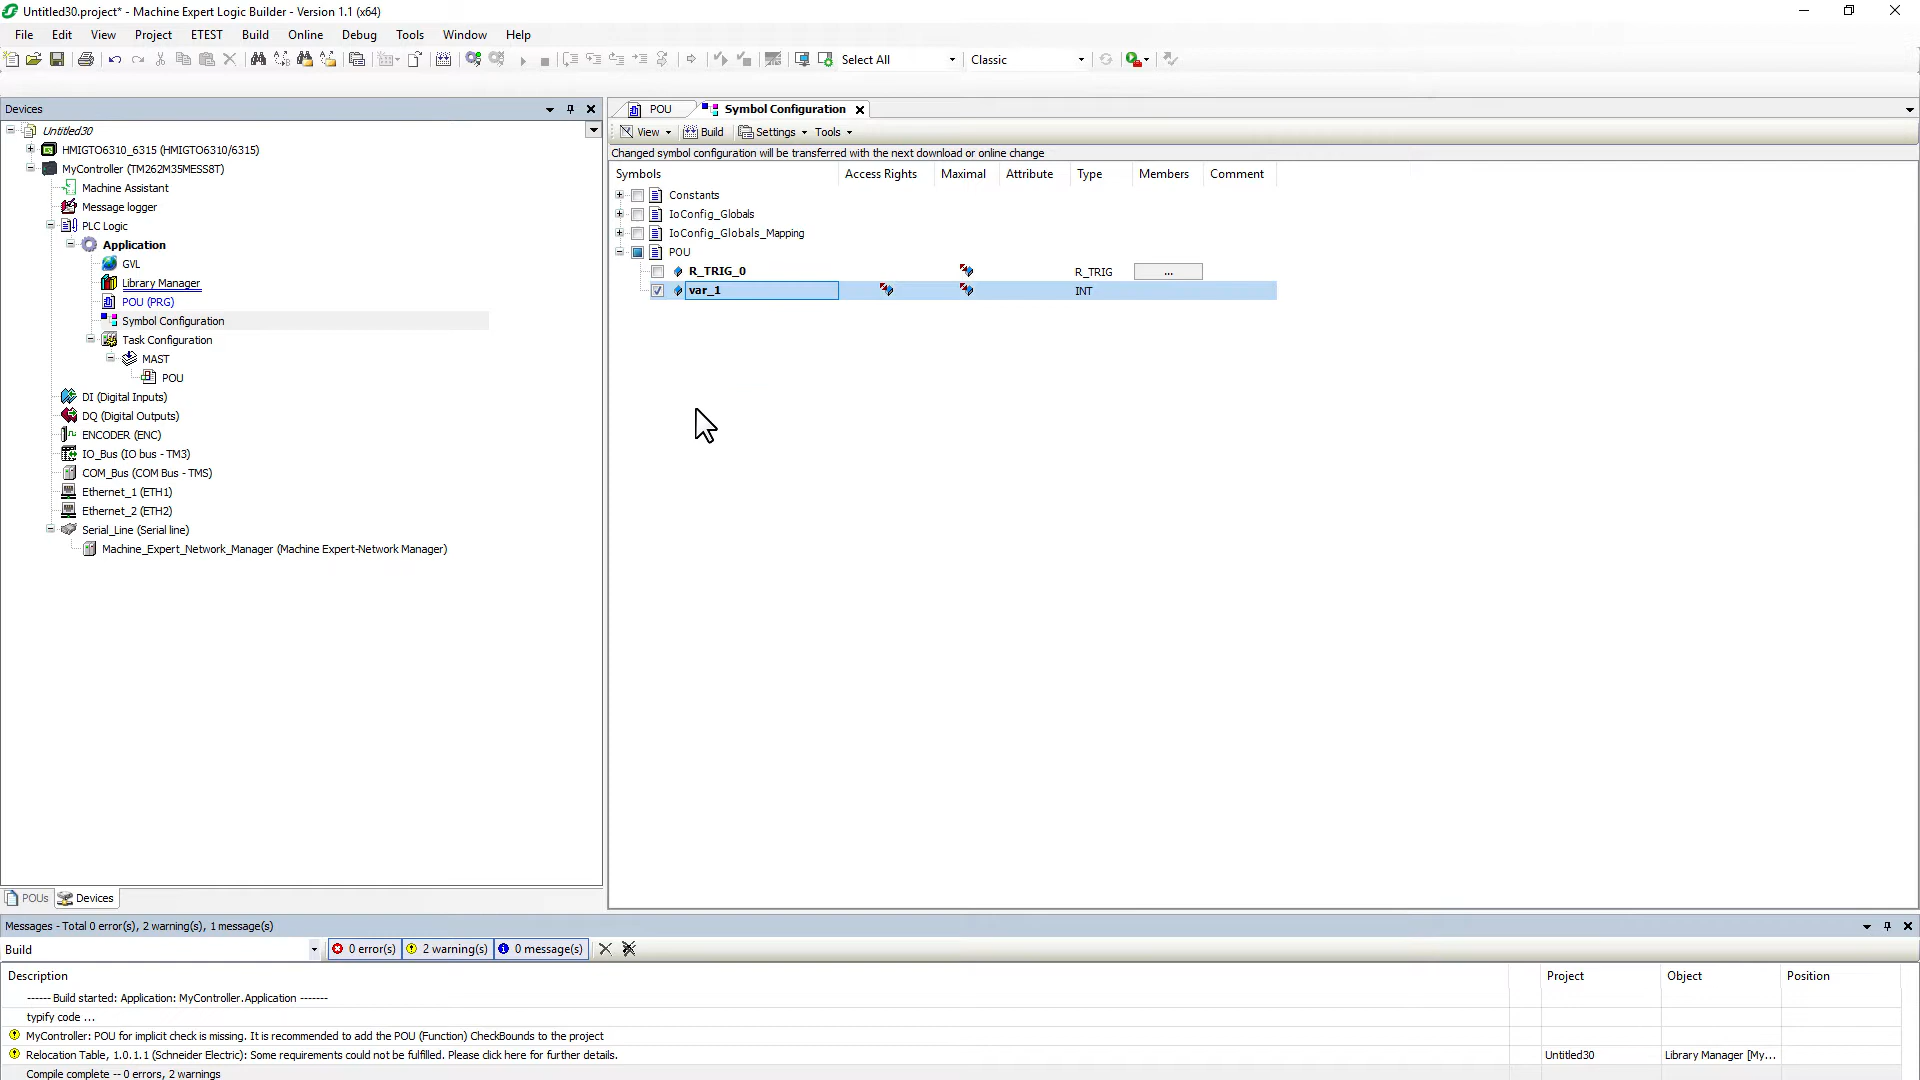 Untitled30.project* - Machine Expert Logic Builder - Version 1.1 (x64)
File Edit View Project ETEST Build Online Debug Tools Window Help
Select All Classic
Devices
POU Symbol Configuration
Untitled30
View Build Settings Tools
HMIGTO6310_6315 (HMIGTO6310/6315)
Changed symbol configuration will be transferred with the next download or online change
MyController (TM262M35MESS8T)
Symbols Access Rights Maximal Attribute Type Members Comment
Machine Assistant
Constants
Message logger
IoConfig_Globals
PLC Logic
IoConfig_Globals_Mapping
Application
POU
GVL
R_TRIG_0 R_TRIG ...
Library Manager
var_1 INT
POU (PRG)
Symbol Configuration
Task Configuration
MAST
POU
DI (Digital Inputs)
DQ (Digital Outputs)
ENCODER (ENC)
IO_Bus (IO bus - TM3)
COM_Bus (COM Bus - TMS)
Ethernet_1 (ETH1)
Ethernet_2 (ETH2)
Serial_Line (Serial line)
Machine_Expert_Network_Manager (Machine Expert-Network Manager)
POUs Devices
Messages - Total 0 error(s), 2 warning(s), 1 message(s)
Build 0 error(s) 2 warning(s) 0 message(s)
Description Project Object Position
------ Build started: Application: MyController.Application -------
typify code ...
MyController: POU for implicit check is missing. It is recommended to add the POU (Function) CheckBounds to the project
Relocation Table, 1.0.1.1 (Schneider Electric): Some requirements could not be fulfilled. Please click here for further details. Untitled30 Library Manager [My...
Compile complete -- 0 errors, 2 warnings